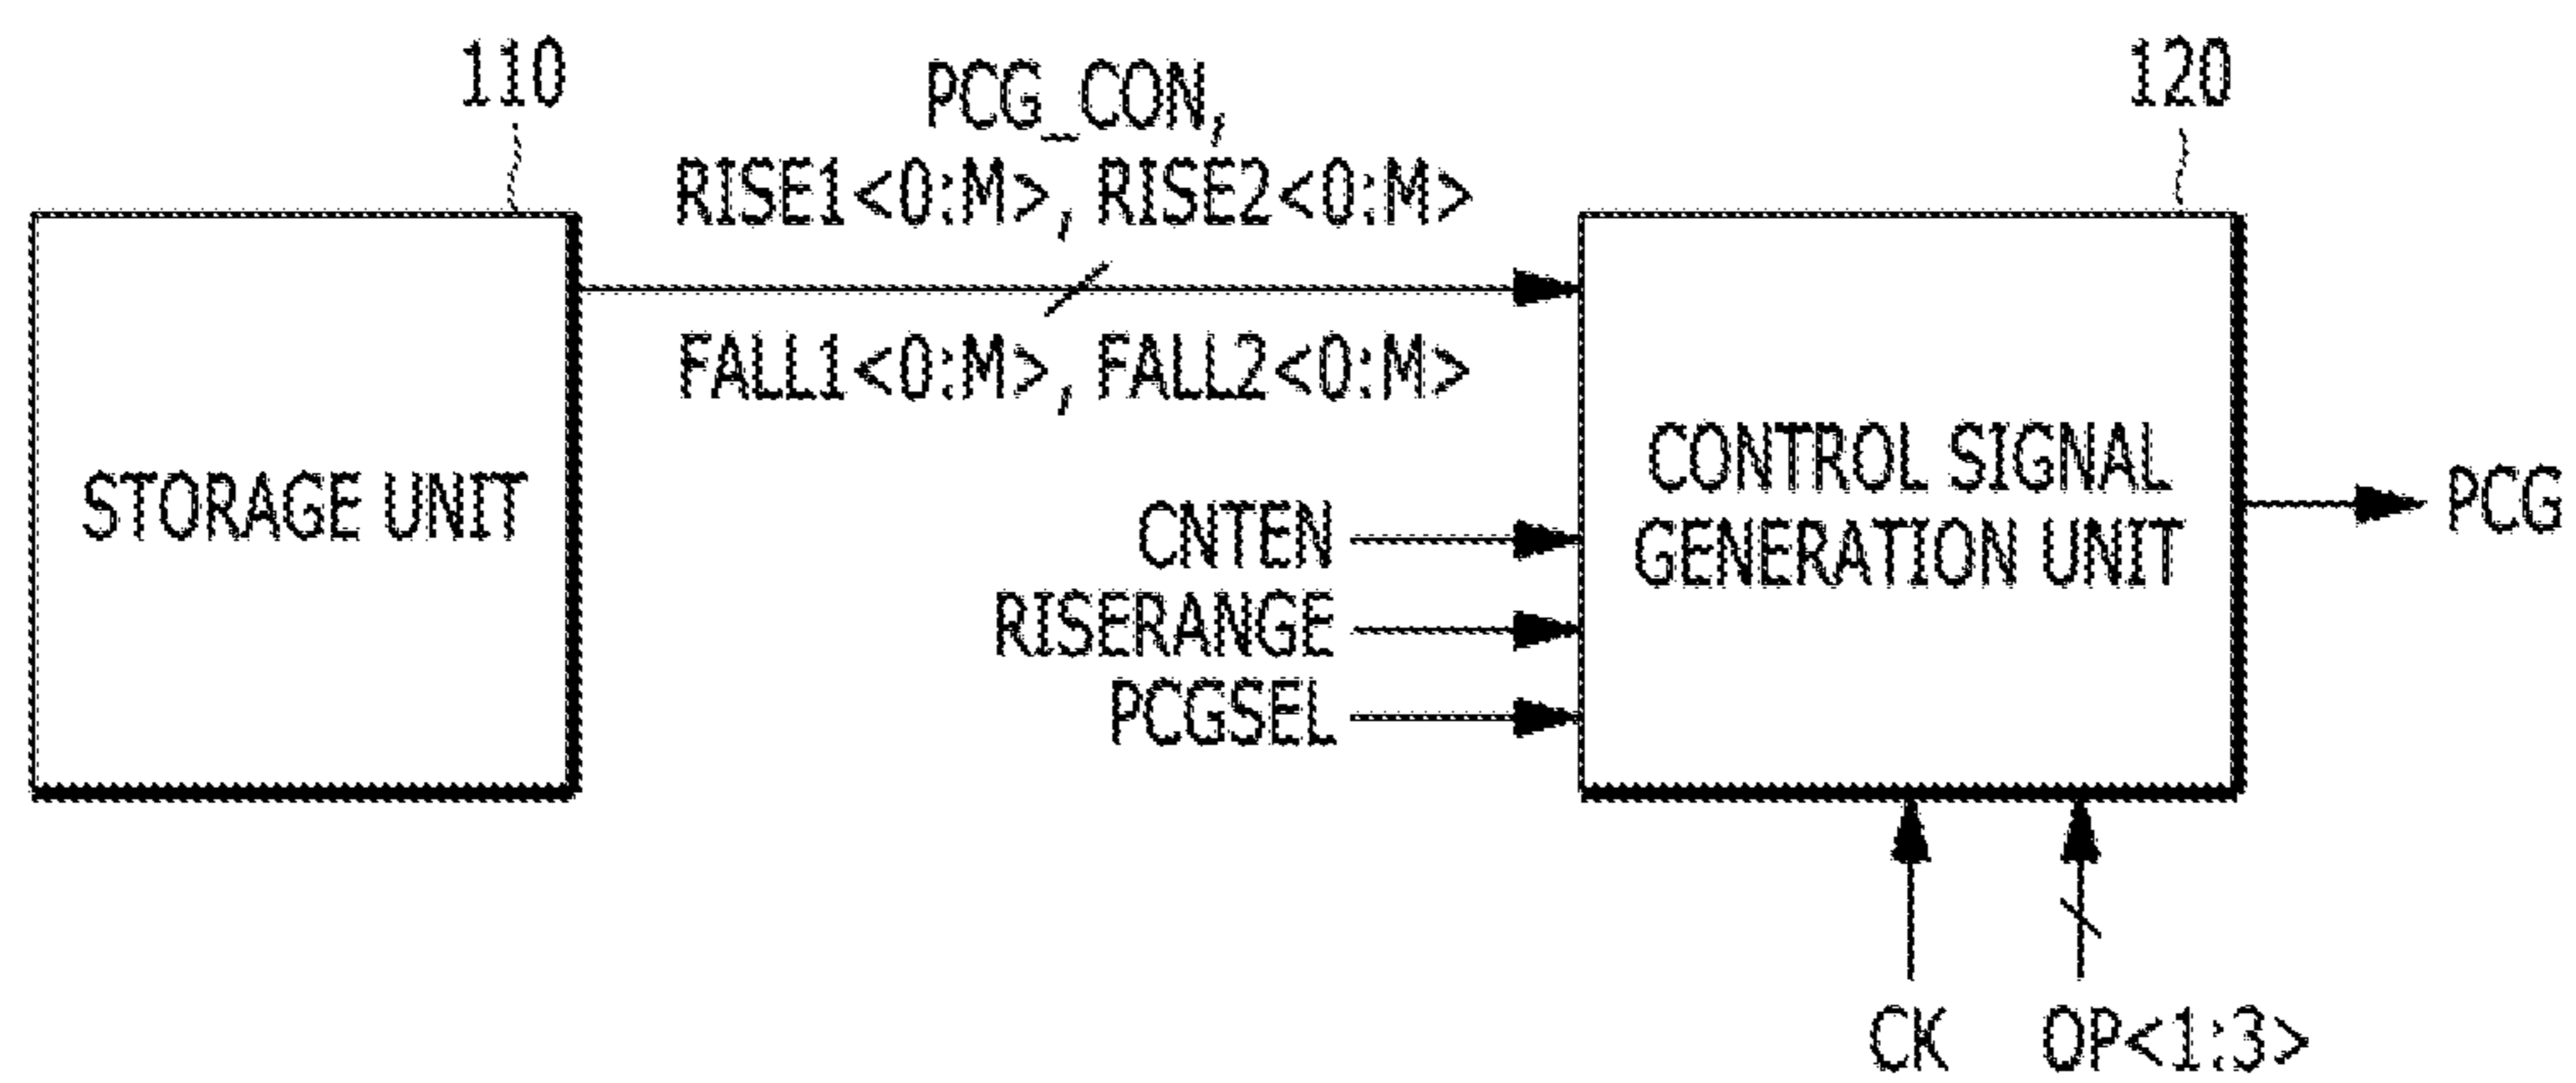 110
PCG_CON,
120
RISE1<0:M>, RISE2<0:M>
FALL1<0:M>, FALL2<0:M>
STORAGE UNIT
CNTEN
RISERANGE
PCGSEL
CONTROL SIGNAL
GENERATION UNIT
PCG
CK
OP<1:3>